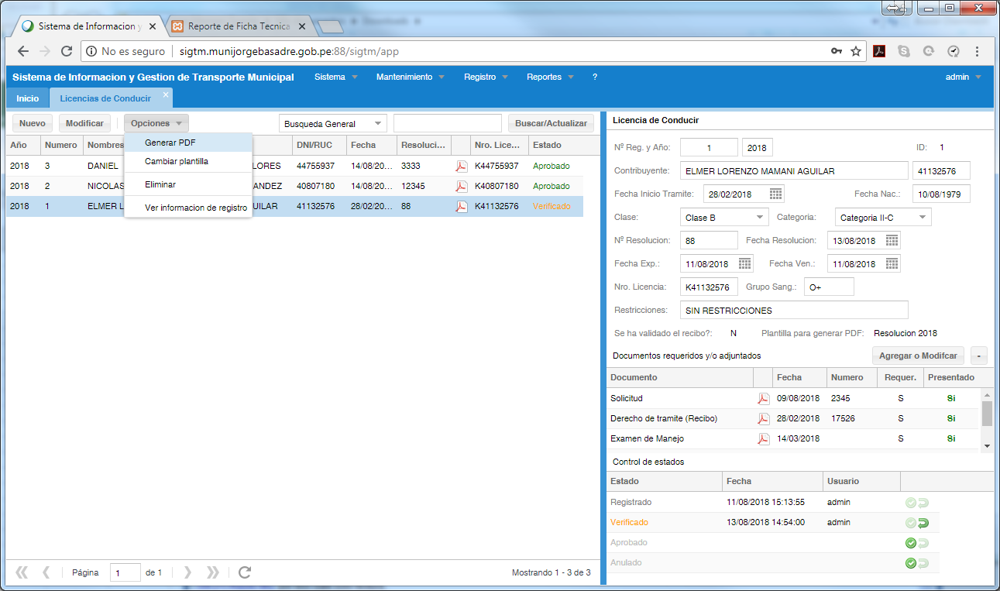 Sistema de Informacion y
Reporte de Ficha Tecnica
No es seguro
sigtm.munijorgebasadre.gob.pe:88/sigtm/app
Sistema de Informacion y Gestion de Transporte Municipal Sistema Mantenimiento Registro Reportes ? admin
Inicio Licencias de Conducir
Nuevo Modificar Opciones Busqueda General Buscar/Actualizar
Generar PDF
Cambiar plantilla
Eliminar
Ver informacion de registro
Año Numero Nombres DNI/RUC Fecha Resoluci... Nro. Lice... Estado
2018 3 DANIEL LORES 44755937 14/08/20... 3333 K44755937 Aprobado
2018 2 NICOLAS ANDEZ 40807180 14/08/20... 12345 K40807180 Aprobado
2018 1 ELMER L UILAR 41132576 28/02/20... 88 K41132576 Verificado
Página 1 de 1 Mostrando 1 - 3 de 3
Licencia de Conducir
Nº Reg. y Año: 1 2018 ID: 1
Contribuyente: ELMER LORENZO MAMANI AGUILAR 41132576
Fecha Inicio Tramite: 28/02/2018 Fecha Nac.: 10/08/1979
Clase: Clase B Categoria: Categoria II-C
Nº Resolucion: 88 Fecha Resolucion: 13/08/2018
Fecha Exp.: 11/08/2018 Fecha Ven.: 11/08/2018
Nro. Licencia: K41132576 Grupo Sang.: O+
Restricciones: SIN RESTRICCIONES
Se ha validado el recibo?: N Plantilla para generar PDF: Resolucion 2018
Documentos requeridos y/o adjuntados Agregar o Modifcar -
Documento Fecha Numero Requer. Presentado
Solicitud 09/08/2018 2345 S Si
Derecho de tramite (Recibo) 28/02/2018 17526 S Si
Examen de Manejo 14/03/2018 S Si
Control de estados
Estado Fecha Usuario
Registrado 11/08/2018 15:13:55 admin
Verificado 13/08/2018 14:54:00 admin
Aprobado
Anulado